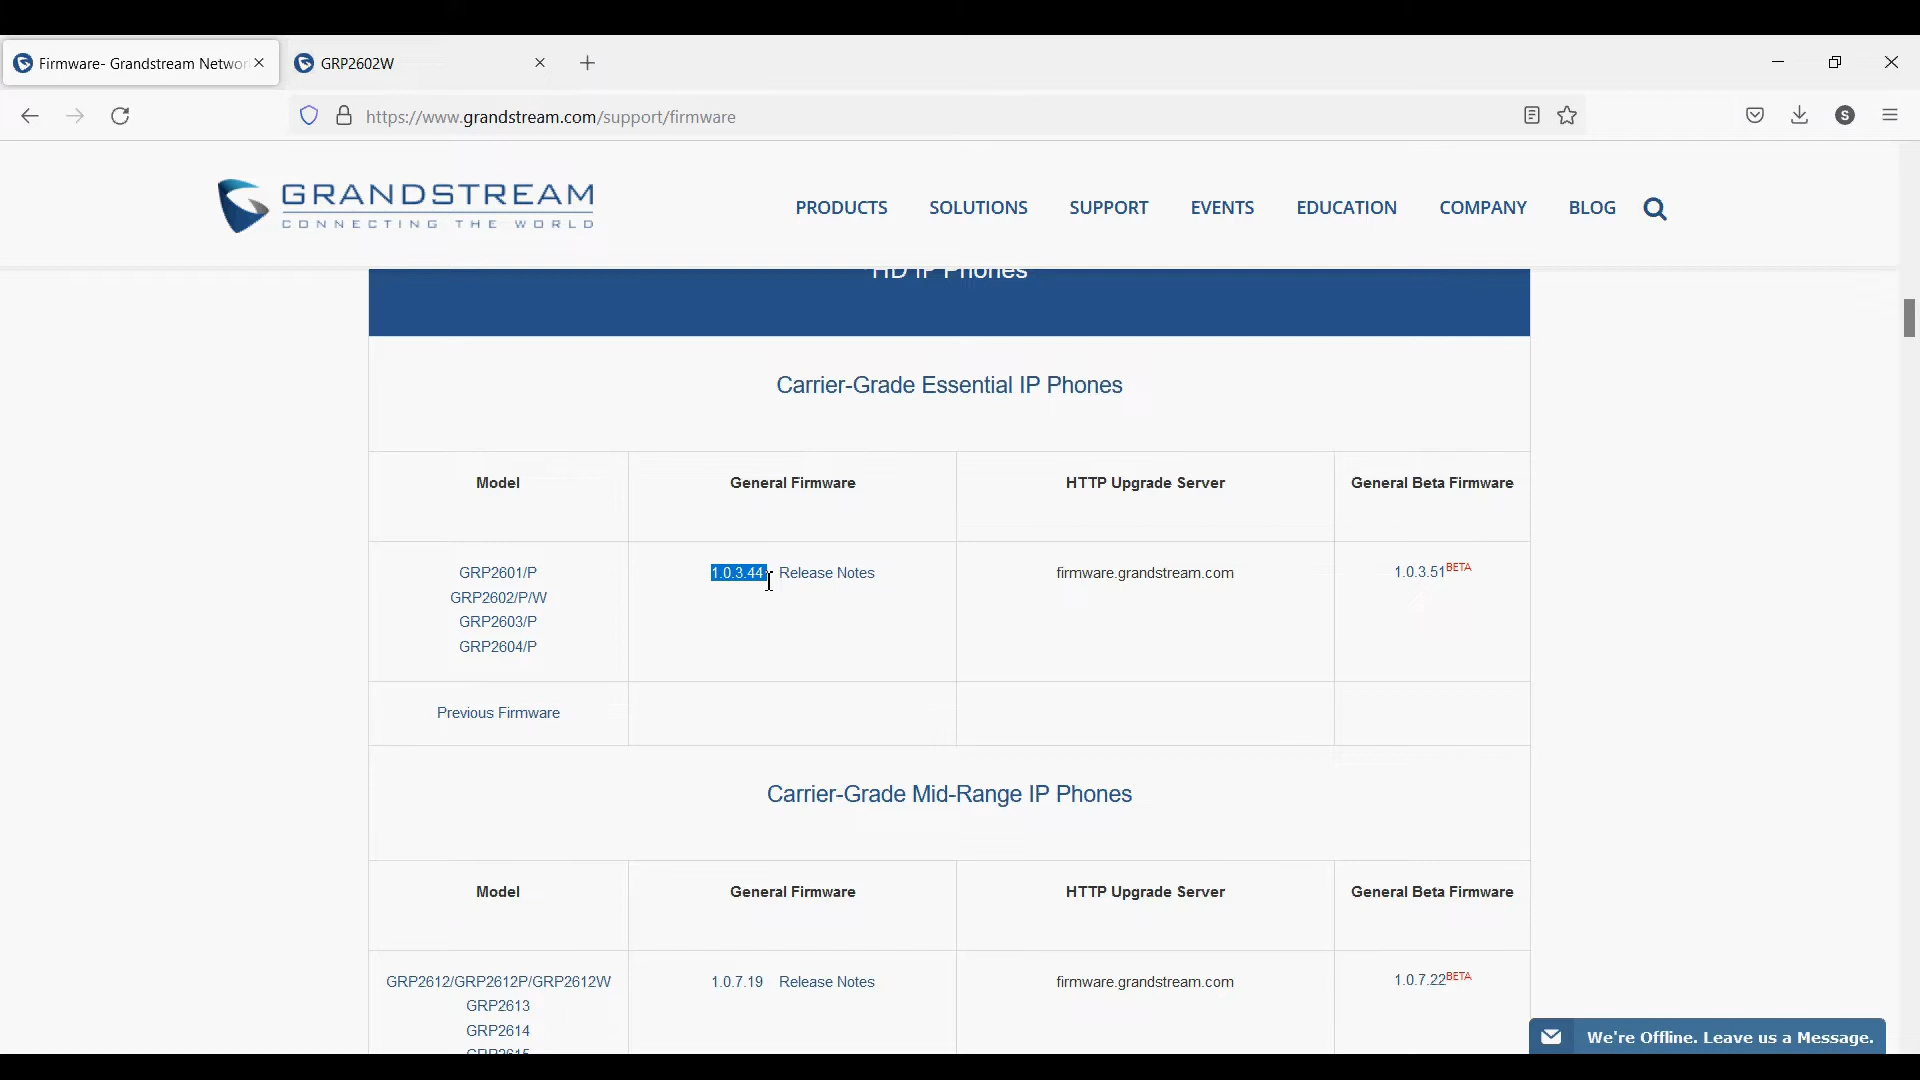 Firmware- Grandstream Networ
GRP2602W
https://www.grandstream.com/support/firmware
S
GRANDSTREAM
CONNECTING THE WORLD
PRODUCTS SOLUTIONS SUPPORT EVENTS EDUCATION COMPANY BLOG
HD IP Phones
Carrier-Grade Essential IP Phones
Model General Firmware HTTP Upgrade Server General Beta Firmware
GRP2601/P 1.0.3.44 Release Notes firmware.grandstream.com 1.0.3.51BETA
GRP2602/P/W
GRP2603/P
GRP2604/P
Previous Firmware
Carrier-Grade Mid-Range IP Phones
Model General Firmware HTTP Upgrade Server General Beta Firmware
GRP2612/GRP2612P/GRP2612W 1.0.7.19 Release Notes firmware.grandstream.com 1.0.7.22BETA
GRP2613
GRP2614
GRP2615
We're Offline. Leave us a Message.